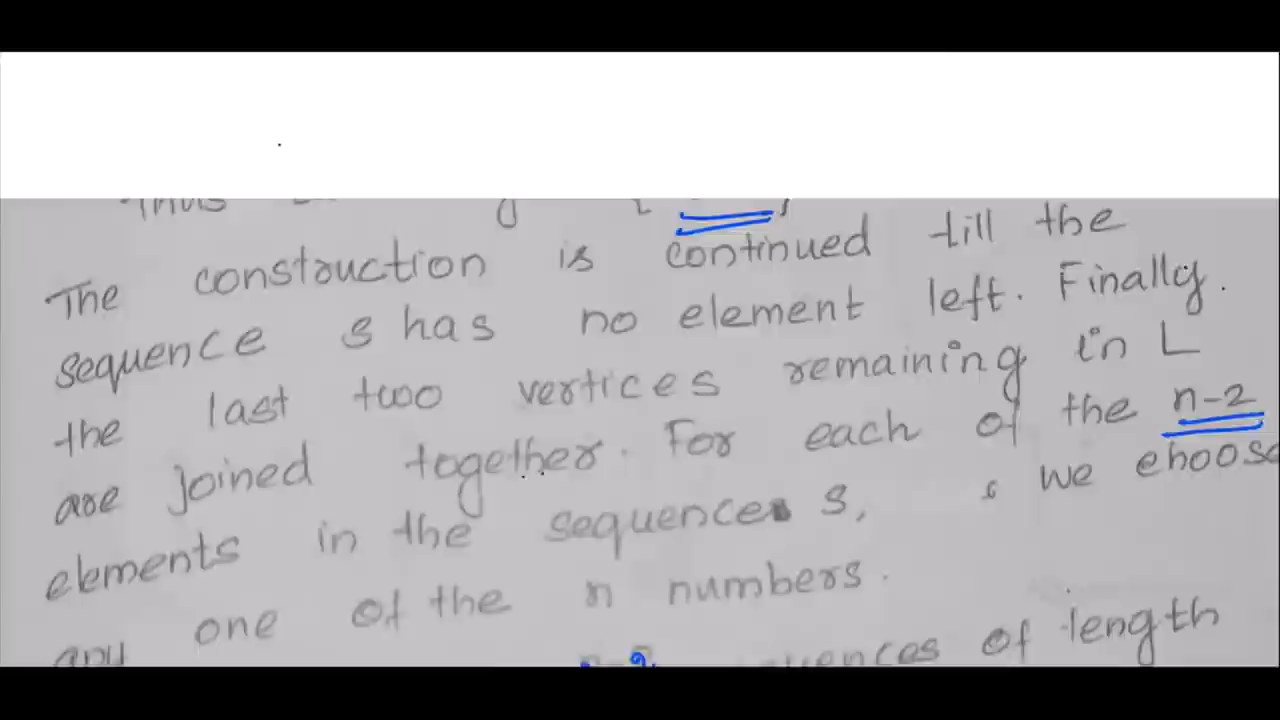 Thus
The construction is continued till the
sequence s has no element left. Finally.
the last two vertices remaining in L
are joined together. For each of the n-2
elements in the sequence s, we choose
any one of the n numbers.
of length